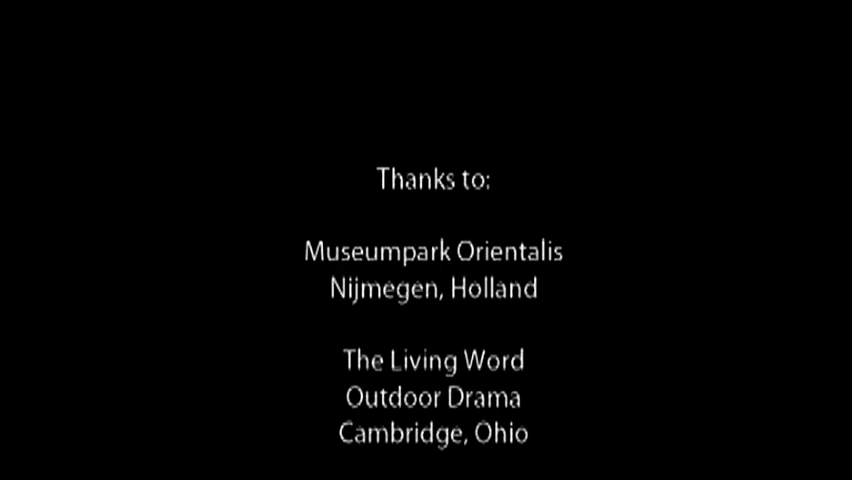 Thanks to:
Museumpark Orientalis
Nijmegen, Holland
The Living Word
Outdoor Drama
Cambridge, Ohio